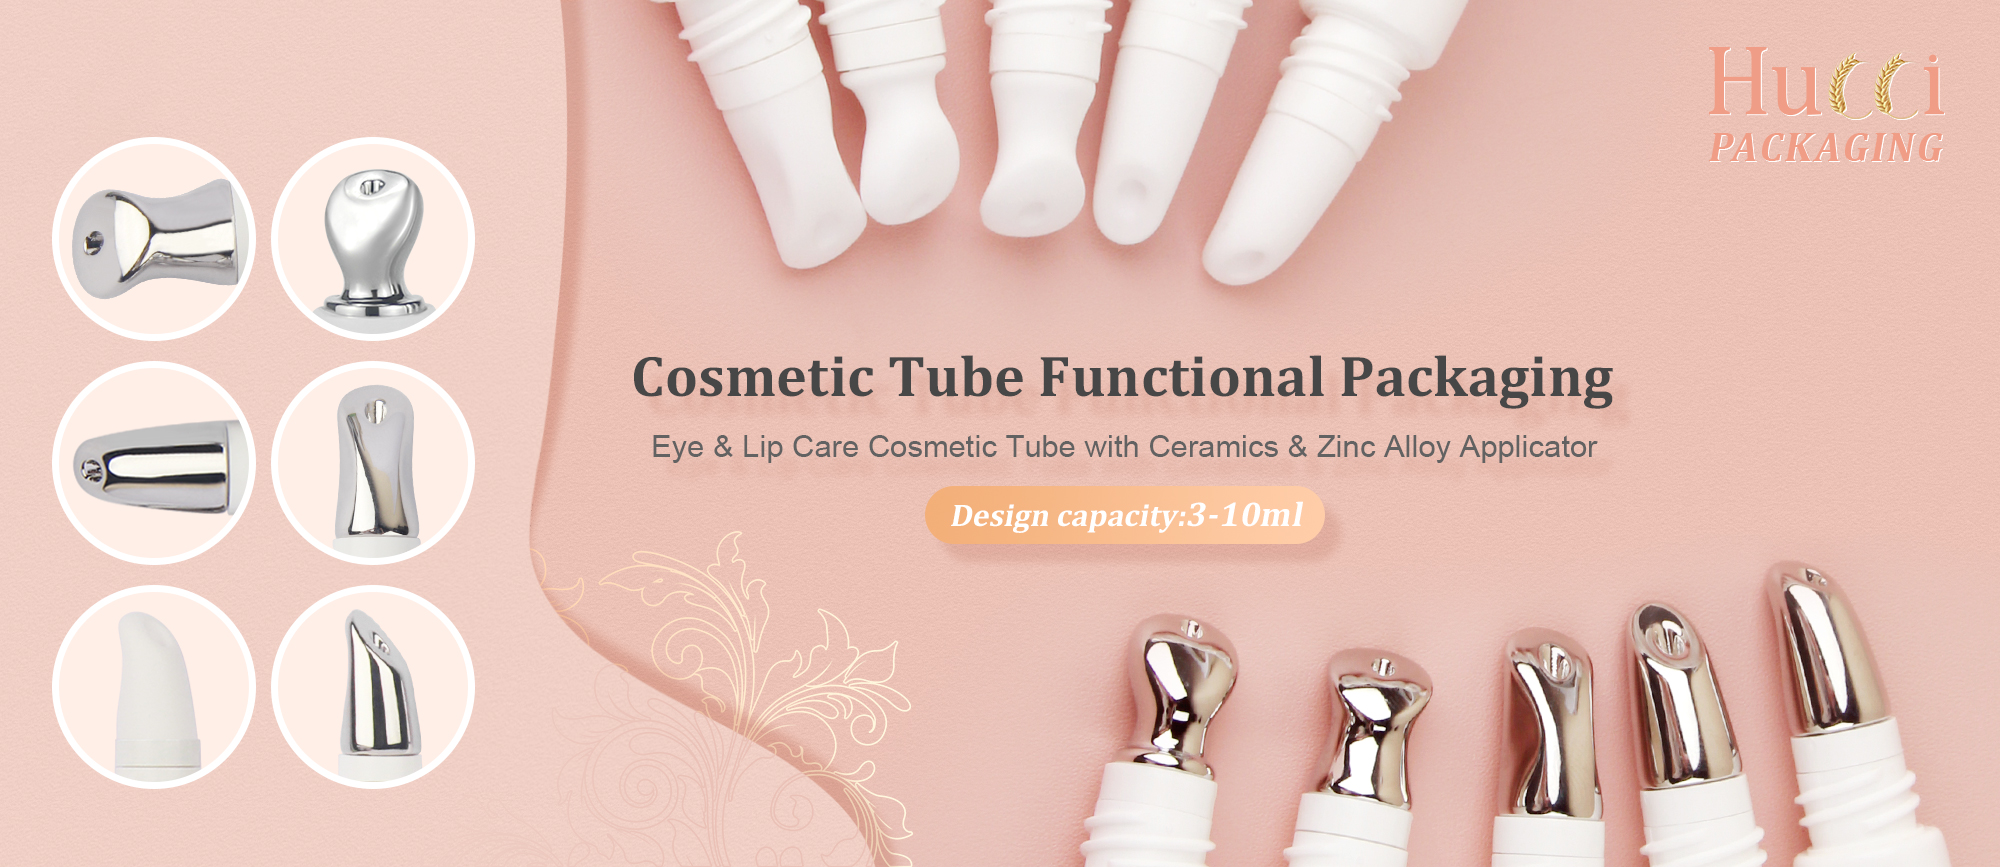 Hucci
PACKAGING
Cosmetic Tube Functional Packaging
Eye & Lip Care Cosmetic Tube with Ceramics & Zinc Alloy Applicator
Design capacity:3-10ml